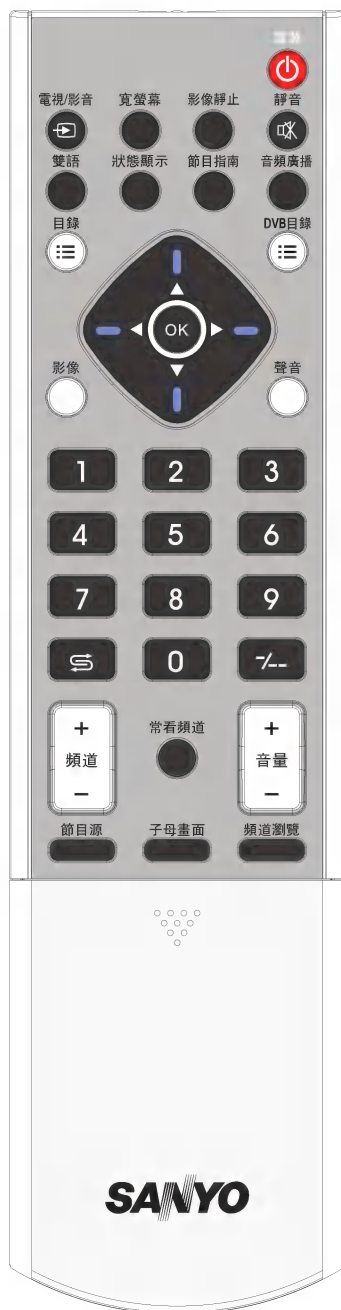 電視/影音 寬螢幕 影像靜止 靜音
雙語 狀態顯示 節目指南 音頻廣播
目錄 DVB目錄
OK
影像 聲音
1 2 3
4 5 6
7 8 9
0 -/--
+ 常看頻道 +
頻道 音量
− −
節目源 子母畫面 頻道瀏覽
SANYO